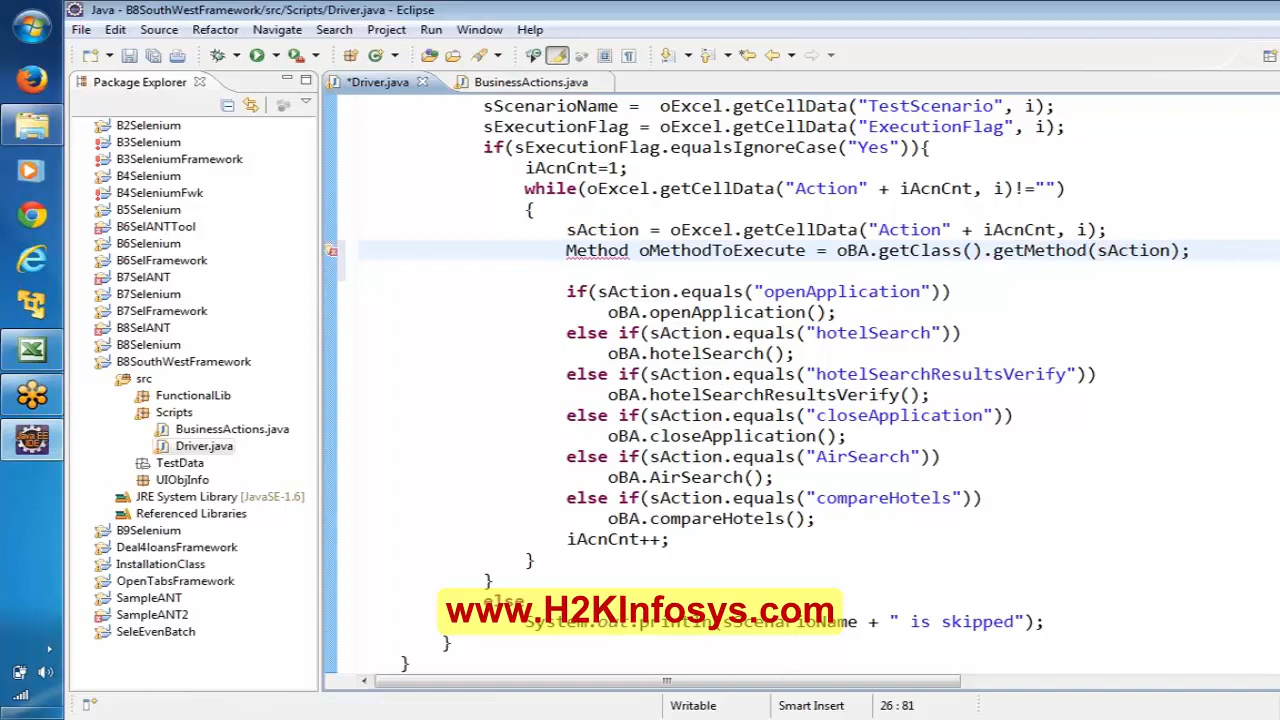 Java - B8SouthWestFramework/src/Scripts/Driver.java - Eclipse
File Edit Source Refactor Navigate Search Project Run Window Help
Package Explorer
*Driver.java BusinessActions.java
B2Selenium
B3Selenium
B3SeleniumFramework
B4Selenium
B4SeleniumFwk
B5Selenium
B6SelANTTool
B6Selenium
B6SelFramework
B7SelANT
B7Selenium
B7SelFramework
B8SelANT
B8Selenium
B8SouthWestFramework
src
FunctionalLib
Scripts
BusinessActions.java
Driver.java
TestData
UIObjInfo
JRE System Library [JavaSE-1.6]
Referenced Libraries
B9Selenium
Deal4loansFramework
InstallationClass
OpenTabsFramework
SampleANT
SampleANT2
SeleEvenBatch
sScenarioName = oExcel.getCellData("TestScenario", i);
sExecutionFlag = oExcel.getCellData("ExecutionFlag", i);
if(sExecutionFlag.equalsIgnoreCase("Yes")){
iAcnCnt=1;
while(oExcel.getCellData("Action" + iAcnCnt, i)!="")
{
sAction = oExcel.getCellData("Action" + iAcnCnt, i);
Method oMethodToExecute = oBA.getClass().getMethod(sAction);
if(sAction.equals("openApplication"))
oBA.openApplication();
else if(sAction.equals("hotelSearch"))
oBA.hotelSearch();
else if(sAction.equals("hotelSearchResultsVerify"))
oBA.hotelSearchResultsVerify();
else if(sAction.equals("closeApplication"))
oBA.closeApplication();
else if(sAction.equals("AirSearch"))
oBA.AirSearch();
else if(sAction.equals("compareHotels"))
oBA.compareHotels();
iAcnCnt++;
}
}
else
www.H2KInfosys.com
System.out.println(sScenarioName + " is skipped");
}
}
Writable Smart Insert 26 : 81